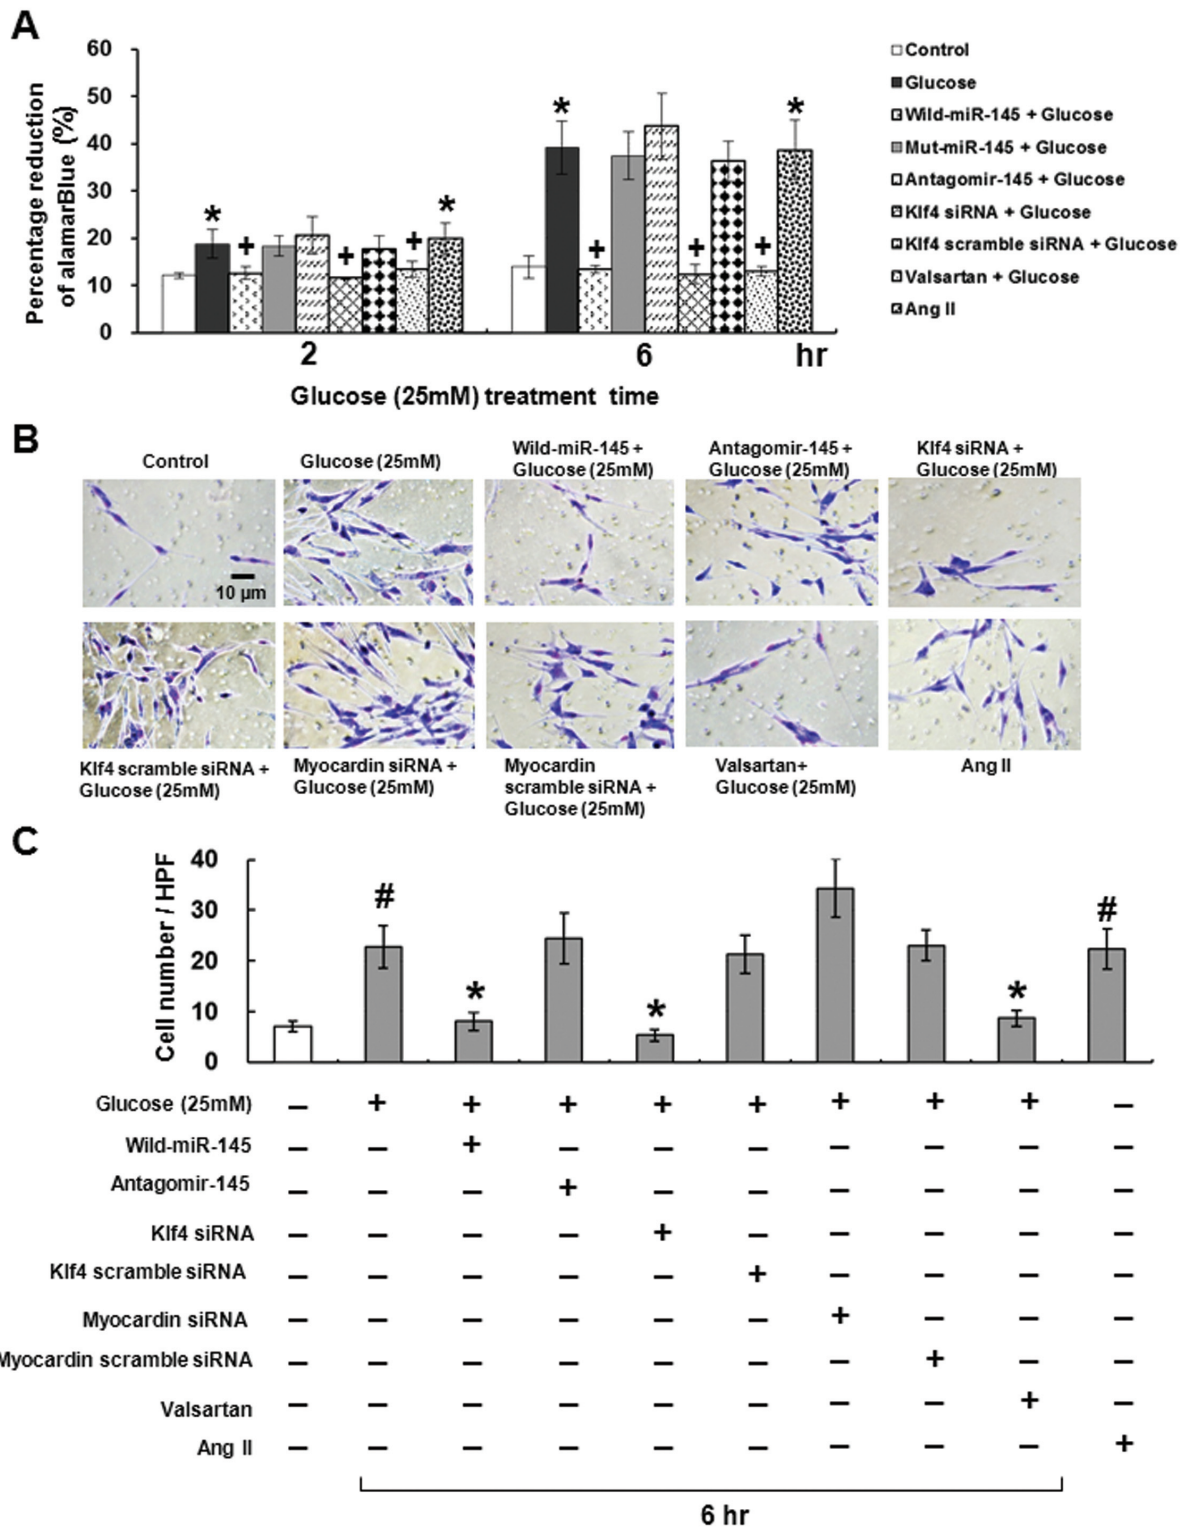 A
Percentage reduction
of alamarBlue (%)
60
50
40
30
20
10
0
* + + + *
* + + + *
2 6 hr
Glucose (25mM) treatment time
Control
Glucose
Wild-miR-145 + Glucose
Mut-miR-145 + Glucose
Antagomir-145 + Glucose
Klf4 siRNA + Glucose
Klf4 scramble siRNA + Glucose
Valsartan + Glucose
Ang II
B
Control
Glucose (25mM)
Wild-miR-145 +
Glucose (25mM)
Antagomir-145 +
Glucose (25mM)
Klf4 siRNA +
Glucose (25mM)
10 µm
Klf4 scramble siRNA +
Glucose (25mM)
Myocardin siRNA +
Glucose (25mM)
Myocardin
scramble siRNA +
Glucose (25mM)
Valsartan+
Glucose (25mM)
Ang II
C
Cell number / HPF
40
30
20
10
0
# * * * #
Glucose (25mM) – + + + + + + + + –
Wild-miR-145 – – + – – – – – – –
Antagomir-145 – – – + – – – – – –
Klf4 siRNA – – – – + – – – – –
Klf4 scramble siRNA – – – – – + – – – –
Myocardin siRNA – – – – – – + – – –
Myocardin scramble siRNA – – – – – – – + – –
Valsartan – – – – – – – – + –
Ang II – – – – – – – – – +
6 hr